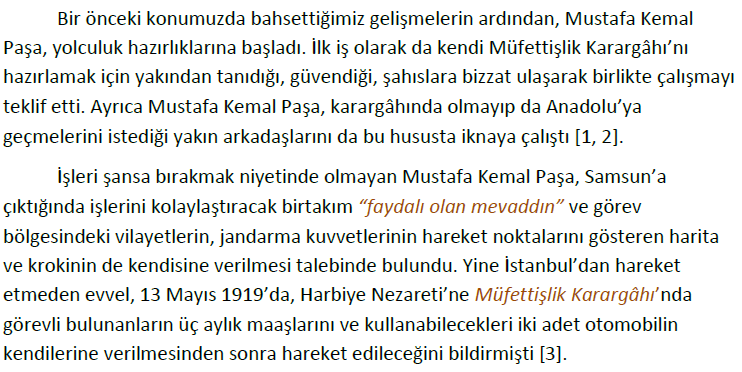 Bir önceki konumuzda bahsettiğimiz gelişmelerin ardından, Mustafa Kemal
Paşa, yolculuk hazırlıklarına başladı. İlk iş olarak da kendi Müfettişlik Karargâhı’nı
hazırlamak için yakından tanıdığı, güvendiği, şahıslara bizzat ulaşarak birlikte çalışmayı
teklif etti. Ayrıca Mustafa Kemal Paşa, karargâhında olmayıp da Anadolu’ya
geçmelerini istediği yakın arkadaşlarını da bu hususta iknaya çalıştı [1, 2].
İşleri şansa bırakmak niyetinde olmayan Mustafa Kemal Paşa, Samsun’a
çıktığında işlerini kolaylaştıracak birtakım “faydalı olan mevaddın” ve görev
bölgesindeki vilayetlerin, jandarma kuvvetlerinin hareket noktalarını gösteren harita
ve krokinin de kendisine verilmesi talebinde bulundu. Yine İstanbul’dan hareket
etmeden evvel, 13 Mayıs 1919’da, Harbiye Nezareti’ne Müfettişlik Karargâhı’nda
görevli bulunanların üç aylık maaşlarını ve kullanabilecekleri iki adet otomobilin
kendilerine verilmesinden sonra hareket edileceğini bildirmişti [3].